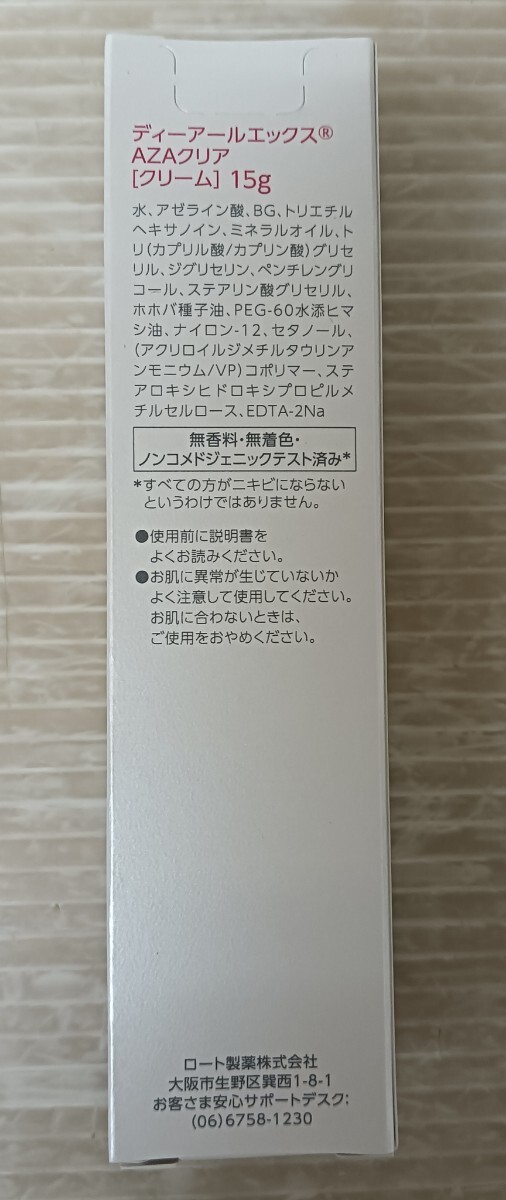 ディーアールエックス®
AZAクリア
[クリーム] 15g
水、アゼライン酸、BG、トリエチル
ヘキサノイン、ミネラルオイル、ト
リ(カプリル酸/カプリン酸)グリセ
リル、ジグリセリン、ペンチレングリ
コール、ステアリン酸グリセリル、
ホホバ種子油、PEG-60水添ヒマ
シ油、ナイロン-12、セタノール、
(アクリロイルジメチルタウリンア
ンモニウム/VP)コポリマー、ステ
アロキシヒドロキシプロピルメ
チルセルロース、EDTA-2Na
無香料・無着色・
ノンコメドジェニックテスト済み*
*すべての方がニキビにならない
というわけではありません。
●使用前に説明書を
よくお読みください。
●お肌に異常が生じていないか
よく注意して使用してください。
お肌に合わないときは、
ご使用をおやめください。
ロート製薬株式会社
大阪市生野区巽西1-8-1
お客さま安心サポートデスク:
(06)6758-1230